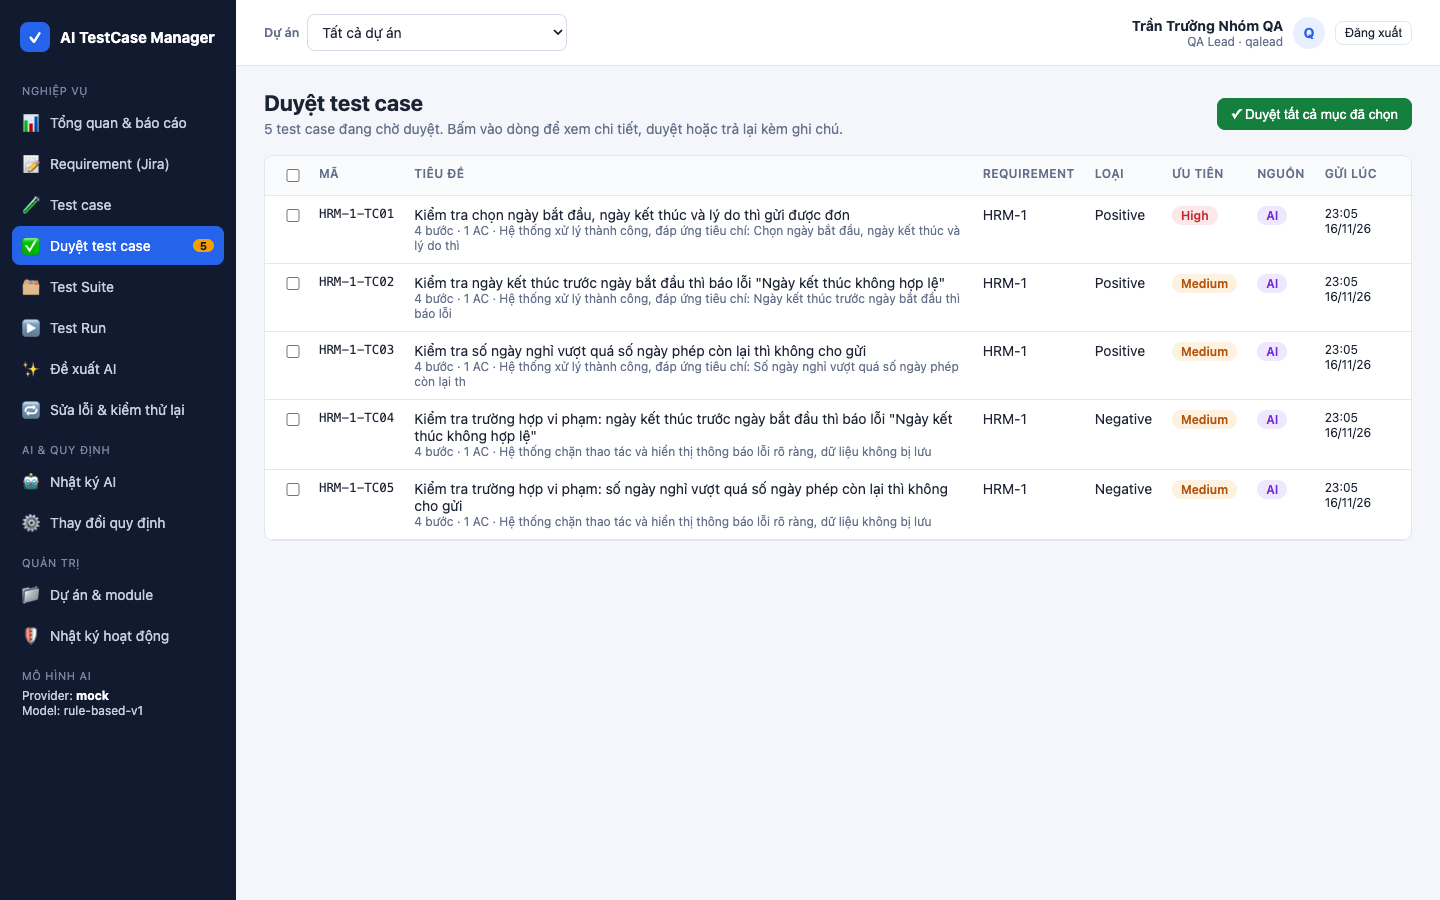 AI TestCase Manager
NGHIỆP VỤ
Tổng quan & báo cáo
Requirement (Jira)
Test case
Duyệt test case 5
Test Suite
Test Run
Đề xuất AI
Sửa lỗi & kiểm thử lại
AI & QUY ĐỊNH
Nhật ký AI
Thay đổi quy định
QUẢN TRỊ
Dự án & module
Nhật ký hoạt động
MÔ HÌNH AI
Provider: mock
Model: rule-based-v1
Dự án Tất cả dự án
Trần Trường Nhóm QA
QA Lead · qalead
Q
Đăng xuất
Duyệt test case
5 test case đang chờ duyệt. Bấm vào dòng để xem chi tiết, duyệt hoặc trả lại kèm ghi chú.
✓ Duyệt tất cả mục đã chọn
MÃ TIÊU ĐỀ REQUIREMENT LOẠI ƯU TIÊN NGUỒN GỬI LÚC
HRM-1-TC01 Kiểm tra chọn ngày bắt đầu, ngày kết thúc và lý do thì gửi được đơn HRM-1 Positive High AI 23:05
4 bước · 1 AC · Hệ thống xử lý thành công, đáp ứng tiêu chí: Chọn ngày bắt đầu, ngày kết thúc và 16/11/26
lý do thì
HRM-1-TC02 Kiểm tra ngày kết thúc trước ngày bắt đầu thì báo lỗi "Ngày kết thúc không hợp lệ" HRM-1 Positive Medium AI 23:05
4 bước · 1 AC · Hệ thống xử lý thành công, đáp ứng tiêu chí: Ngày kết thúc trước ngày bắt đầu thì 16/11/26
báo lỗi
HRM-1-TC03 Kiểm tra số ngày nghỉ vượt quá số ngày phép còn lại thì không cho gửi HRM-1 Positive Medium AI 23:05
4 bước · 1 AC · Hệ thống xử lý thành công, đáp ứng tiêu chí: Số ngày nghỉ vượt quá số ngày phép 16/11/26
còn lại th
HRM-1-TC04 Kiểm tra trường hợp vi phạm: ngày kết thúc trước ngày bắt đầu thì báo lỗi "Ngày kết HRM-1 Negative Medium AI 23:05
thúc không hợp lệ" 16/11/26
4 bước · 1 AC · Hệ thống chặn thao tác và hiển thị thông báo lỗi rõ ràng, dữ liệu không bị lưu
HRM-1-TC05 Kiểm tra trường hợp vi phạm: số ngày nghỉ vượt quá số ngày phép còn lại thì không HRM-1 Negative Medium AI 23:05
cho gửi 16/11/26
4 bước · 1 AC · Hệ thống chặn thao tác và hiển thị thông báo lỗi rõ ràng, dữ liệu không bị lưu